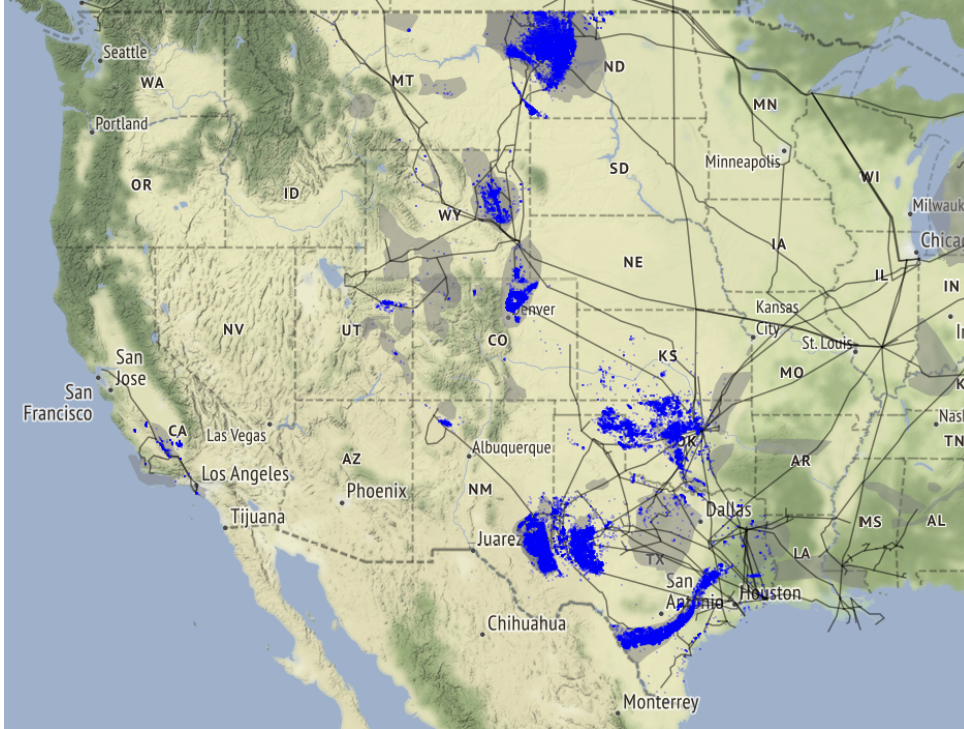 Seattle
WA
MT
ND
Portland
MN
Minneapolis
OR
ID
SD
WI
WY
Milwauk
IA
Chicag
NE
IL
IN
Denver
Kansas
City
NV
UT
CO
KS
St. Louis
MO
San
Jose
San
Francisco
CA
Las Vegas
Nash
TN
OK
Albuquerque
AZ
AR
Los Angeles
Phoenix
NM
Dallas
MS
AL
Tijuana
Juarez
LA
TX
San
Antonio
Houston
Chihuahua
Monterrey